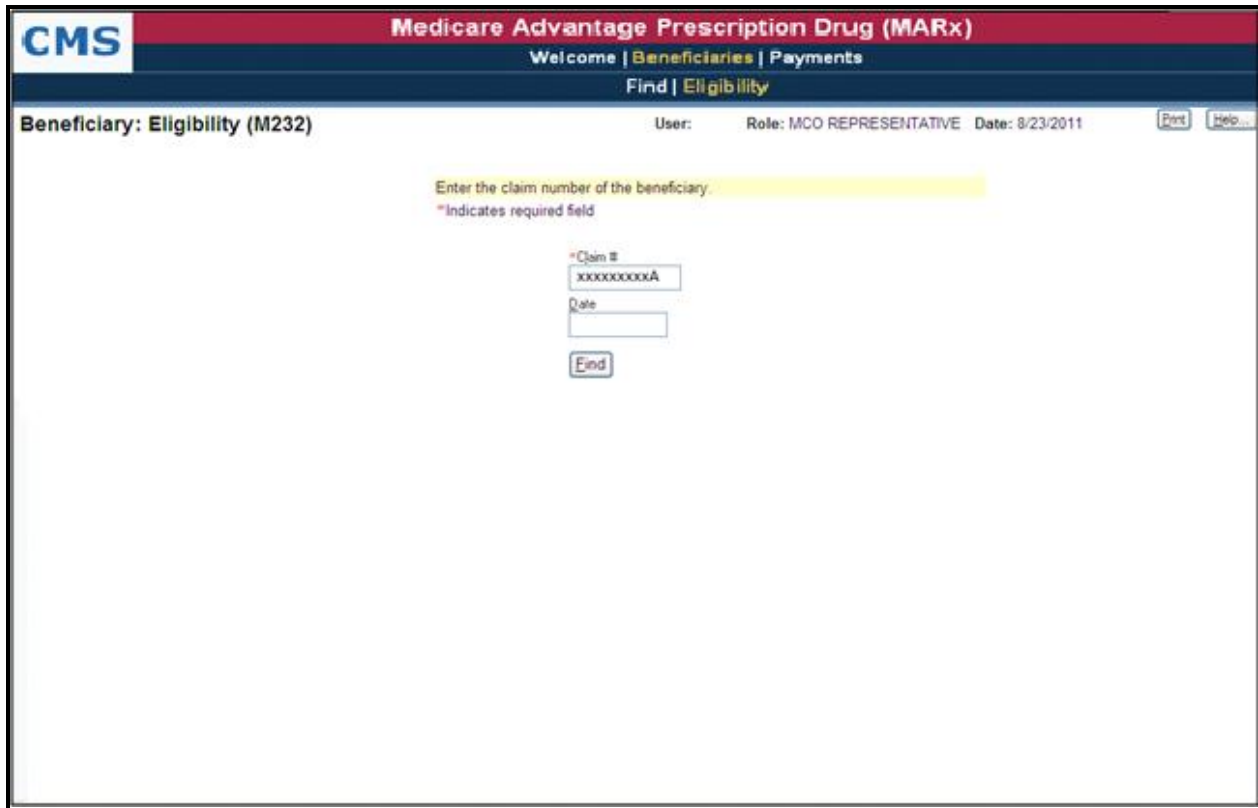 CMS
Medicare Advantage Prescription Drug (MARx)
Welcome | Beneficiaries | Payments
Find | Eligibility
Beneficiary: Eligibility (M232) User: Role: MCO REPRESENTATIVE Date: 8/23/2011 Print Help...
Enter the claim number of the beneficiary.
*Indicates required field
*Claim #
xxxxxxxxxA
Date
Find